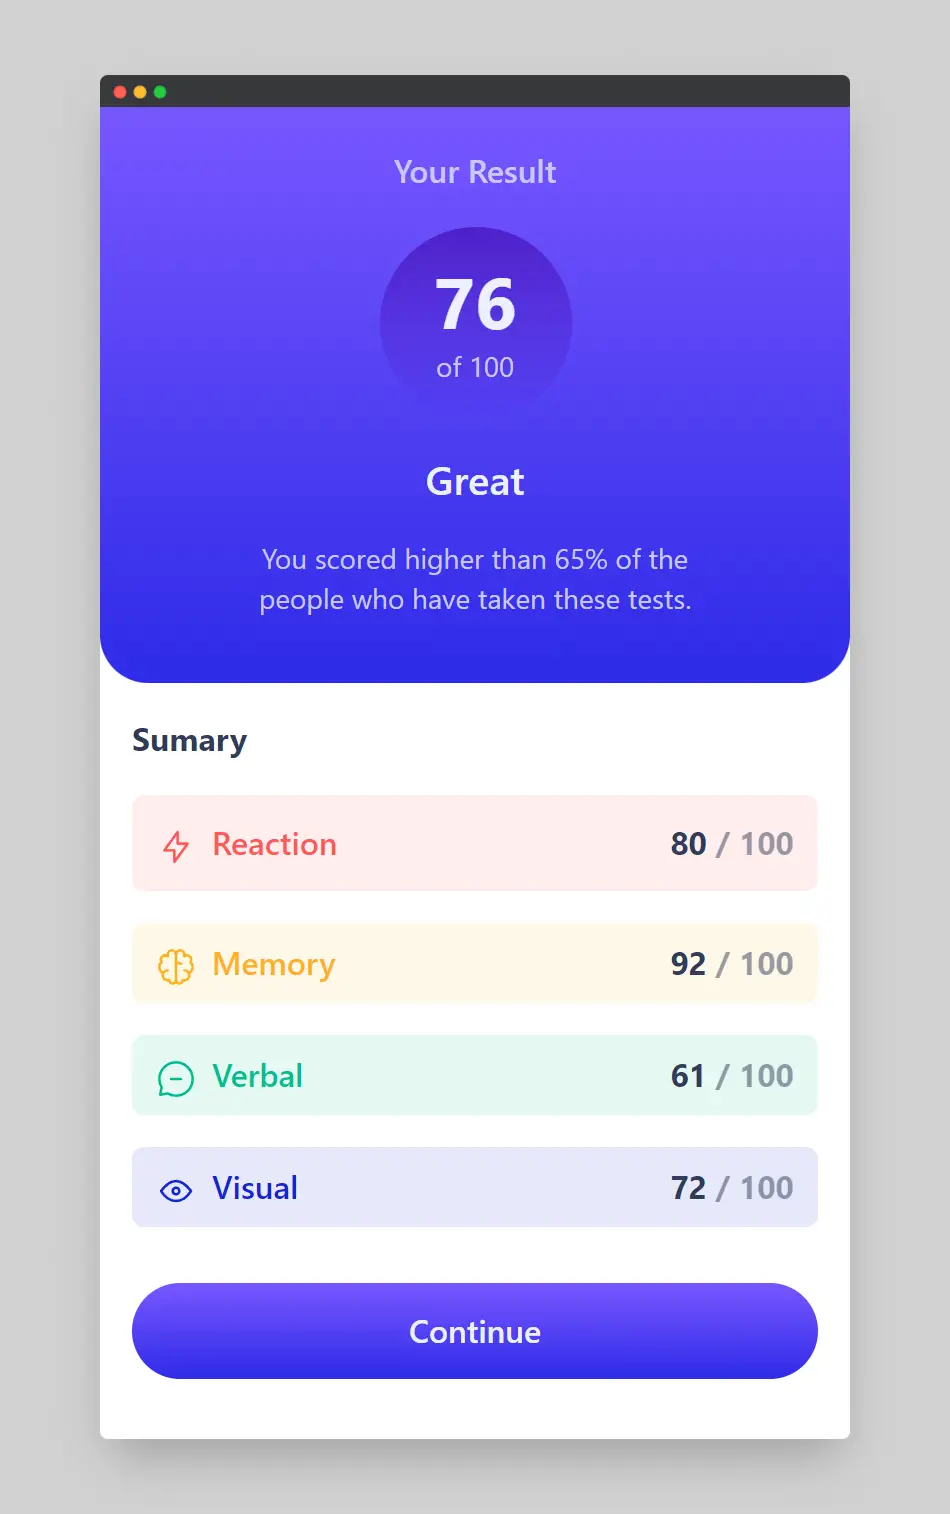 Your Result
76
of 100
Great
You scored higher than 65% of the
people who have taken these tests.
Sumary
Reaction 80 / 100
Memory 92 / 100
Verbal 61 / 100
Visual 72 / 100
Continue